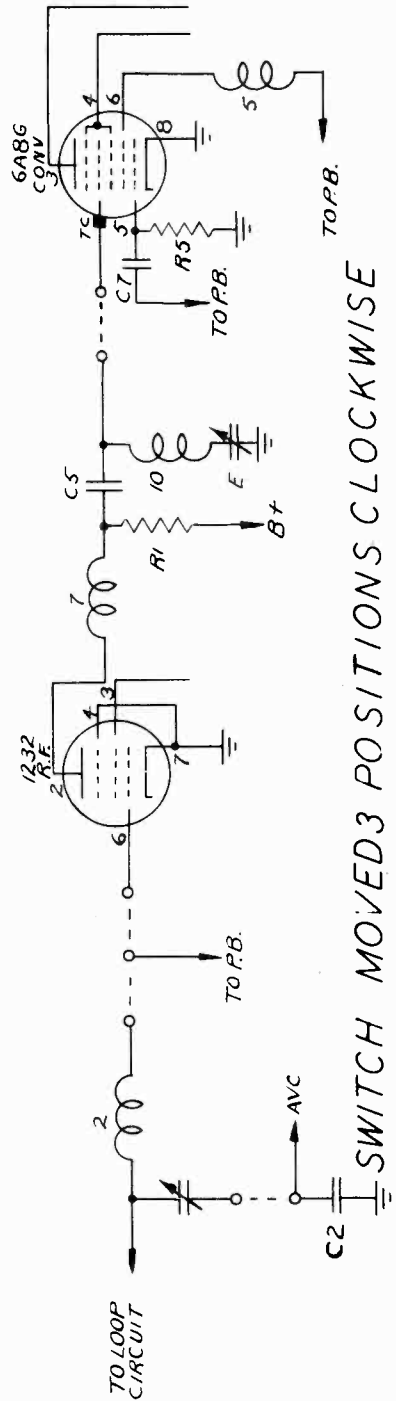 TO LOOP
CIRCUIT
2
C2
AVC
TO P.B.
1232
R.F.
2
6
4
3
7
7
R1
B+
C5
10
E
6A8G
CONV
3
TC
5
4
6
8
C7
R5
TO P.B.
5
TO P.B.
SWITCH MOVED 3 POSITIONS CLOCKWISE